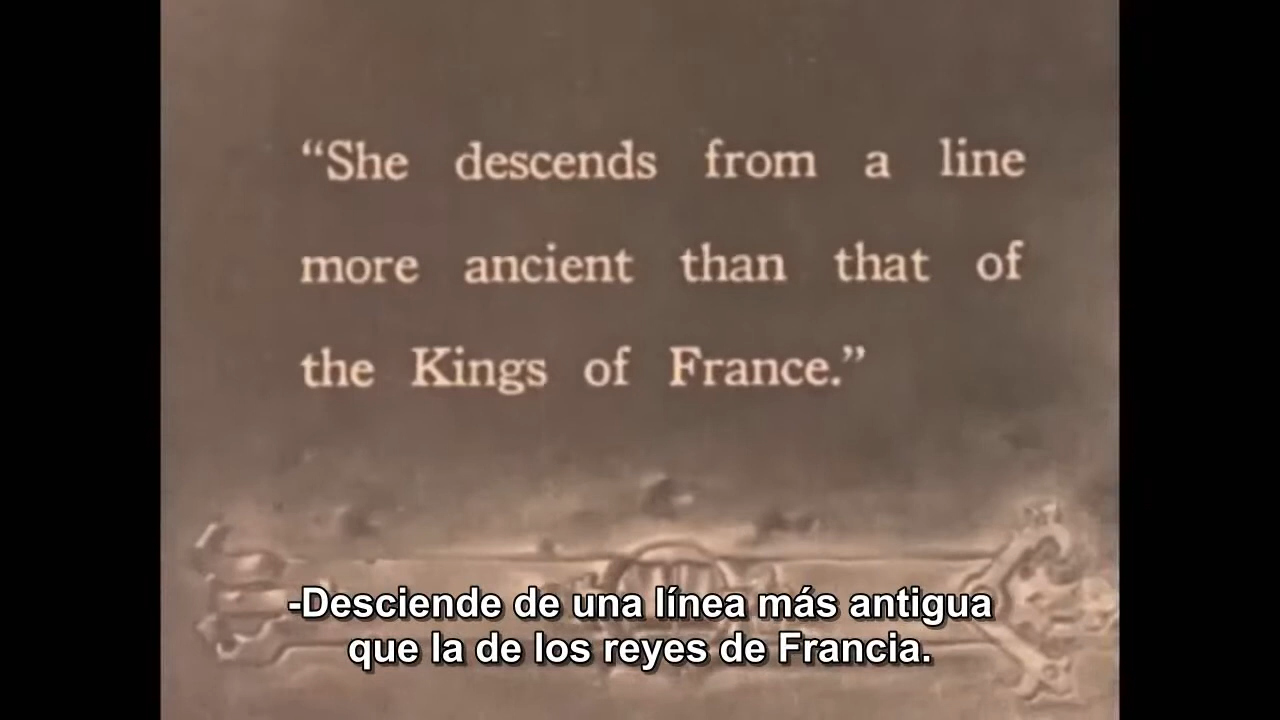 “She descends from a line
more ancient than that of
the Kings of France.”
-Desciende de una línea más antigua
que la de los reyes de Francia.